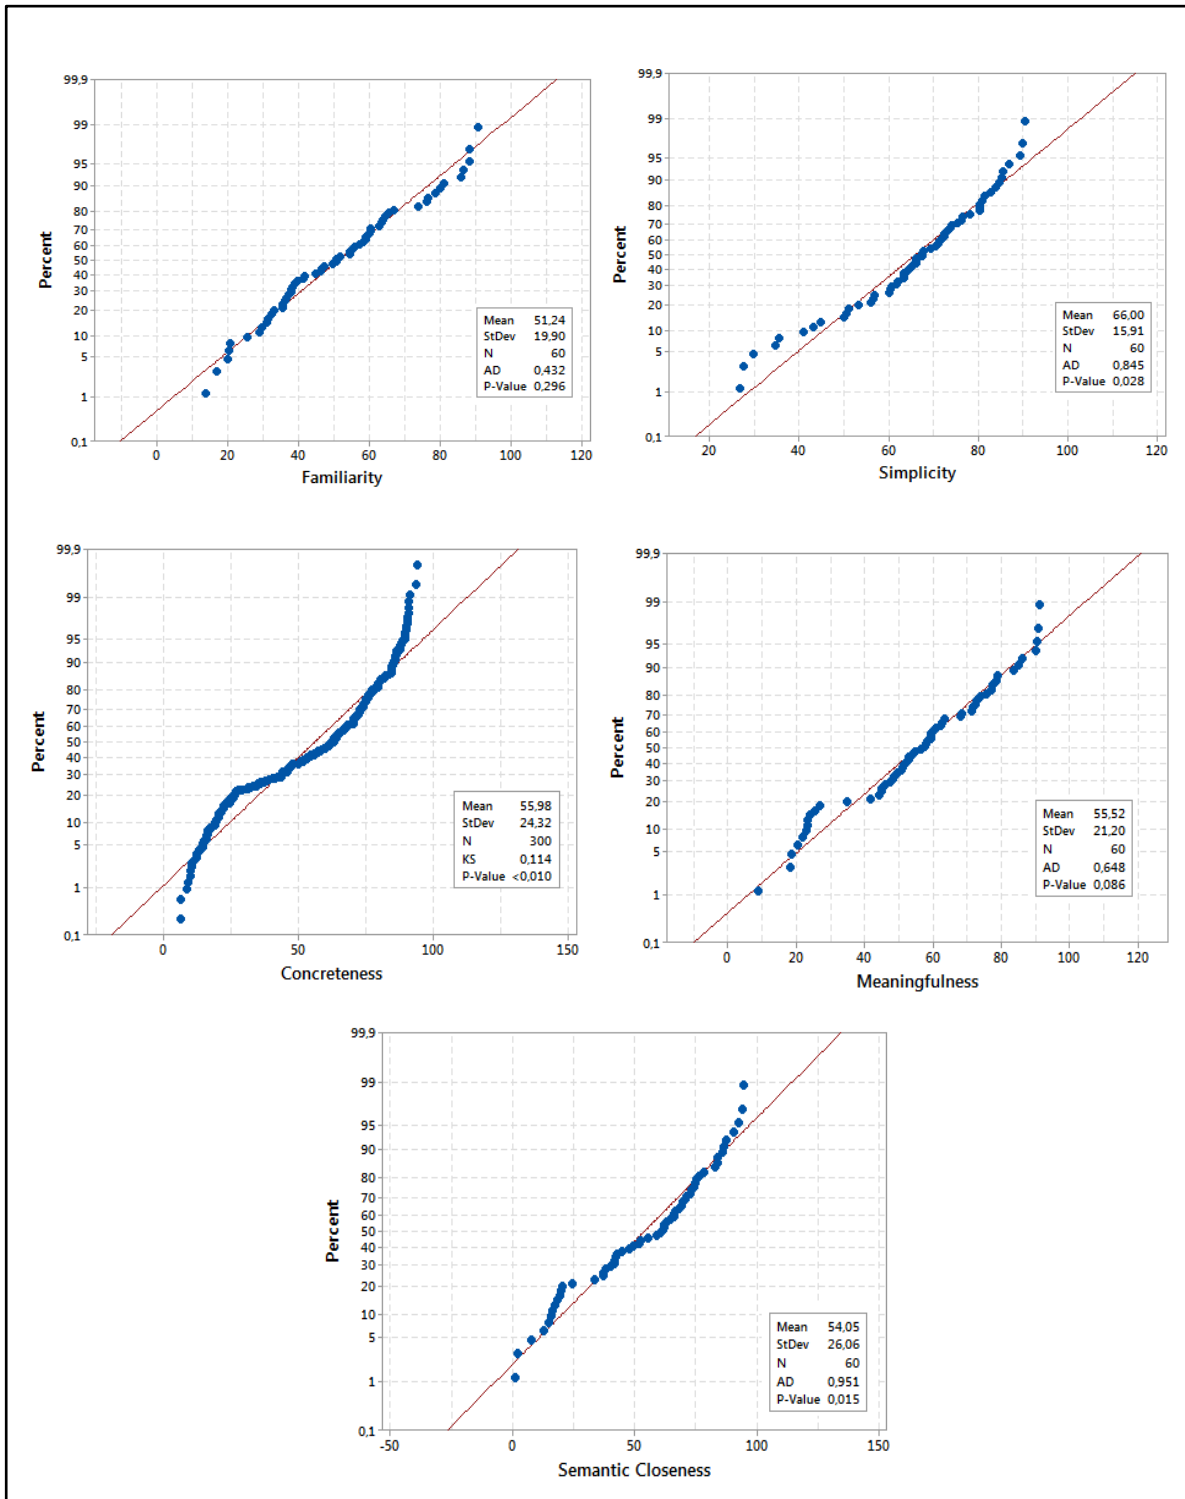 99,9
99
95
90
80
70
60
50
40
30
20
10
5
1
0,1
Percent
0
20
40
60
80
100
120
Familiarity
Mean 51,24
StDev 19,90
N 60
AD 0,432
P-Value 0,296
99,9
99
95
90
80
70
60
50
40
30
20
10
5
1
0,1
Percent
20
40
60
80
100
120
Simplicity
Mean 66,00
StDev 15,91
N 60
AD 0,845
P-Value 0,028
99,9
99
95
90
80
70
60
50
40
30
20
10
5
1
0,1
Percent
0
50
100
150
Concreteness
Mean 55,98
StDev 24,32
N 300
KS 0,114
P-Value <0,010
99,9
99
95
90
80
70
60
50
40
30
20
10
5
1
0,1
Percent
0
20
40
60
80
100
120
Meaningfulness
Mean 55,52
StDev 21,20
N 60
AD 0,648
P-Value 0,086
99,9
99
95
90
80
70
60
50
40
30
20
10
5
1
0,1
Percent
-50
0
50
100
150
Semantic Closeness
Mean 54,05
StDev 26,06
N 60
AD 0,951
P-Value 0,015